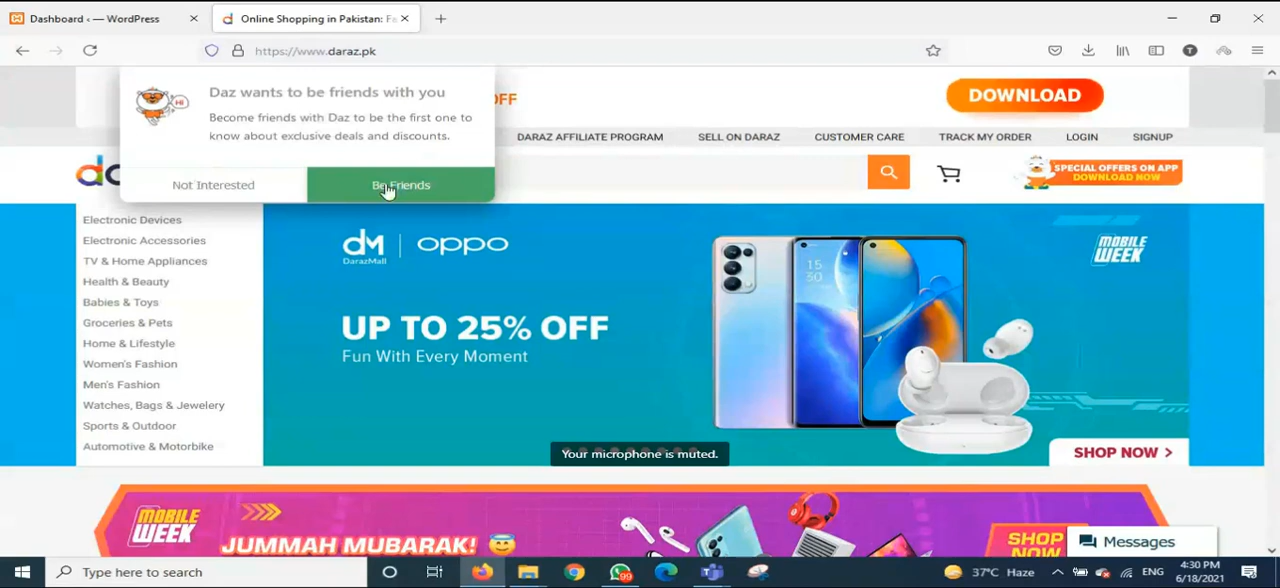 Dashboard ‹ — WordPress
Online Shopping in Pakistan: Fa
https://www.daraz.pk
Daz wants to be friends with you
HI
Become friends with Daz to be the first one to
know about exclusive deals and discounts.
Not Interested
Be Friends
OFF
DOWNLOAD
DARAZ AFFILIATE PROGRAM
SELL ON DARAZ
CUSTOMER CARE
TRACK MY ORDER
LOGIN
SIGNUP
SPECIAL OFFERS ON APP
DOWNLOAD NOW
Electronic Devices
Electronic Accessories
TV & Home Appliances
Health & Beauty
Babies & Toys
Groceries & Pets
Home & Lifestyle
Women's Fashion
Men's Fashion
Watches, Bags & Jewelery
Sports & Outdoor
Automotive & Motorbike
DarazMall
oppo
UP TO 25% OFF
Fun With Every Moment
15
30
MOBILE
WEEK
SHOP NOW >
Your microphone is muted.
MOBILE
WEEK
JUMMAH MUBARAK!
SHOP
NOW
Messages
Type here to search
99
37°C Haze
ENG
4:30 PM
6/18/2021